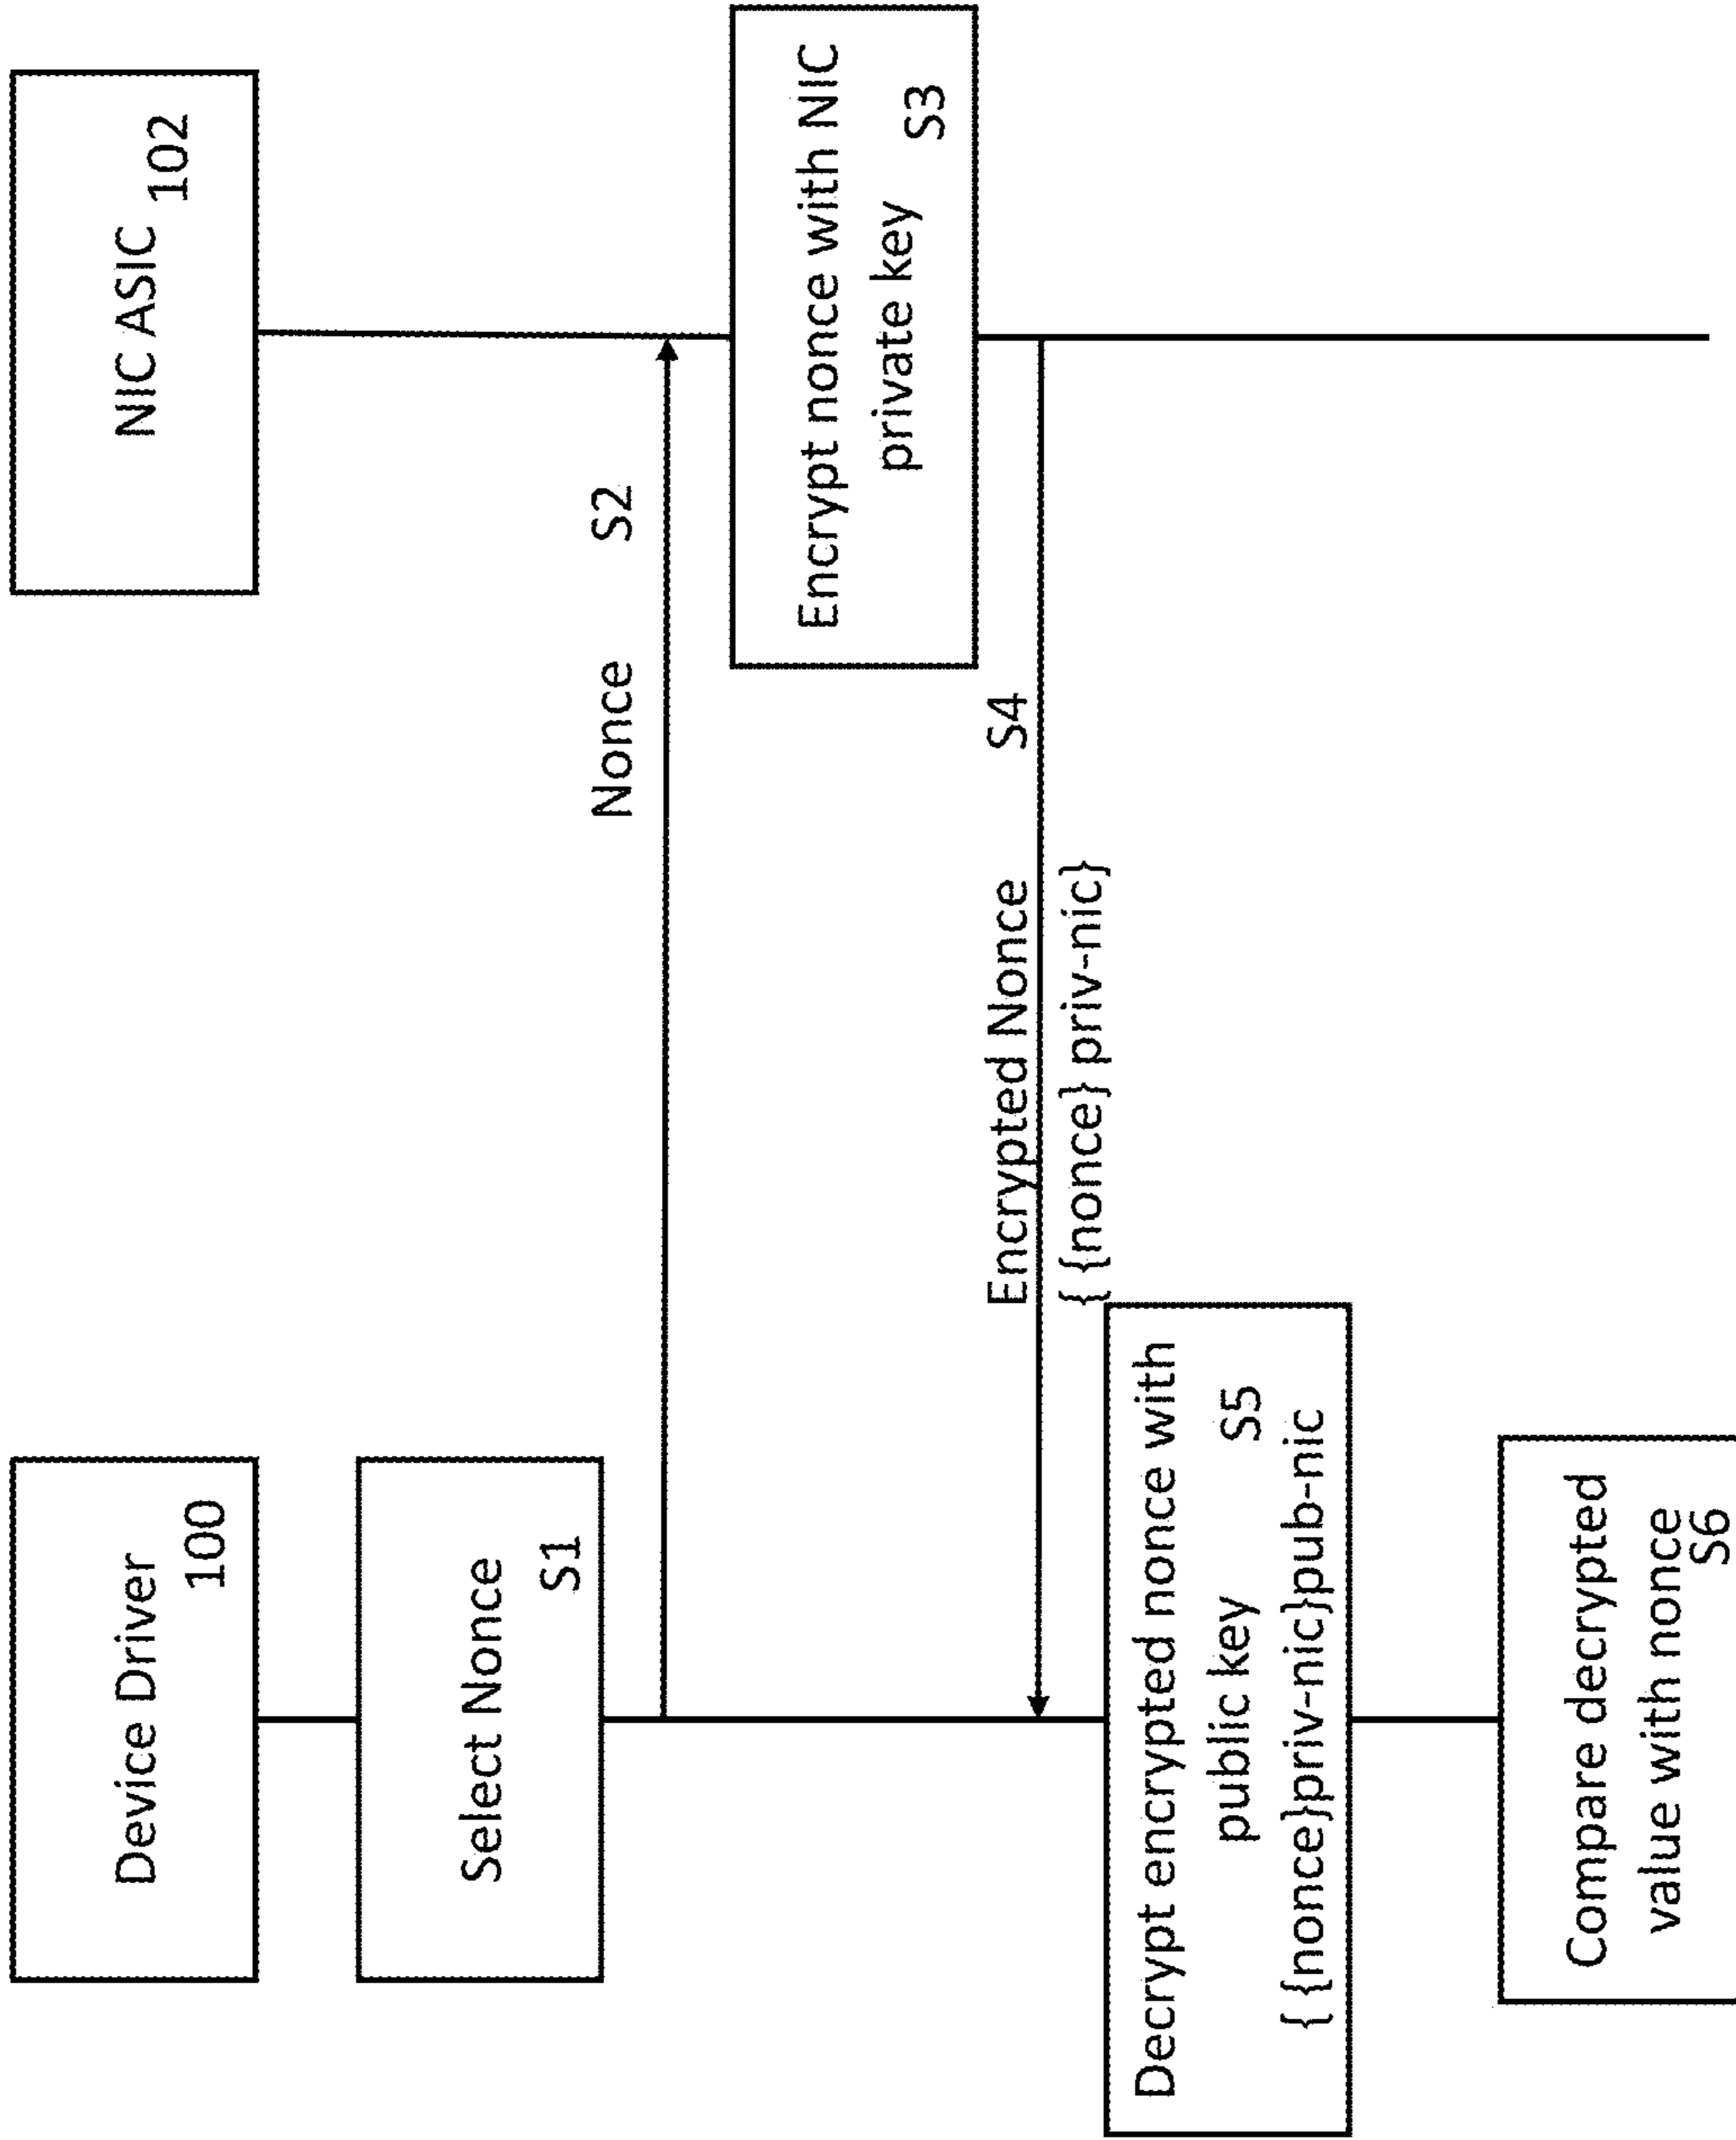 Device Driver
100
NIC ASIC
102
Select Nonce
S1
Nonce S2
Encrypt nonce with NIC
private key S3
Encrypted Nonce S4
{ {nonce} priv-nic}
Decrypt encrypted nonce with
public key S5
{ {nonce}priv-nic}pub-nic
Compare decrypted
value with nonce
S6